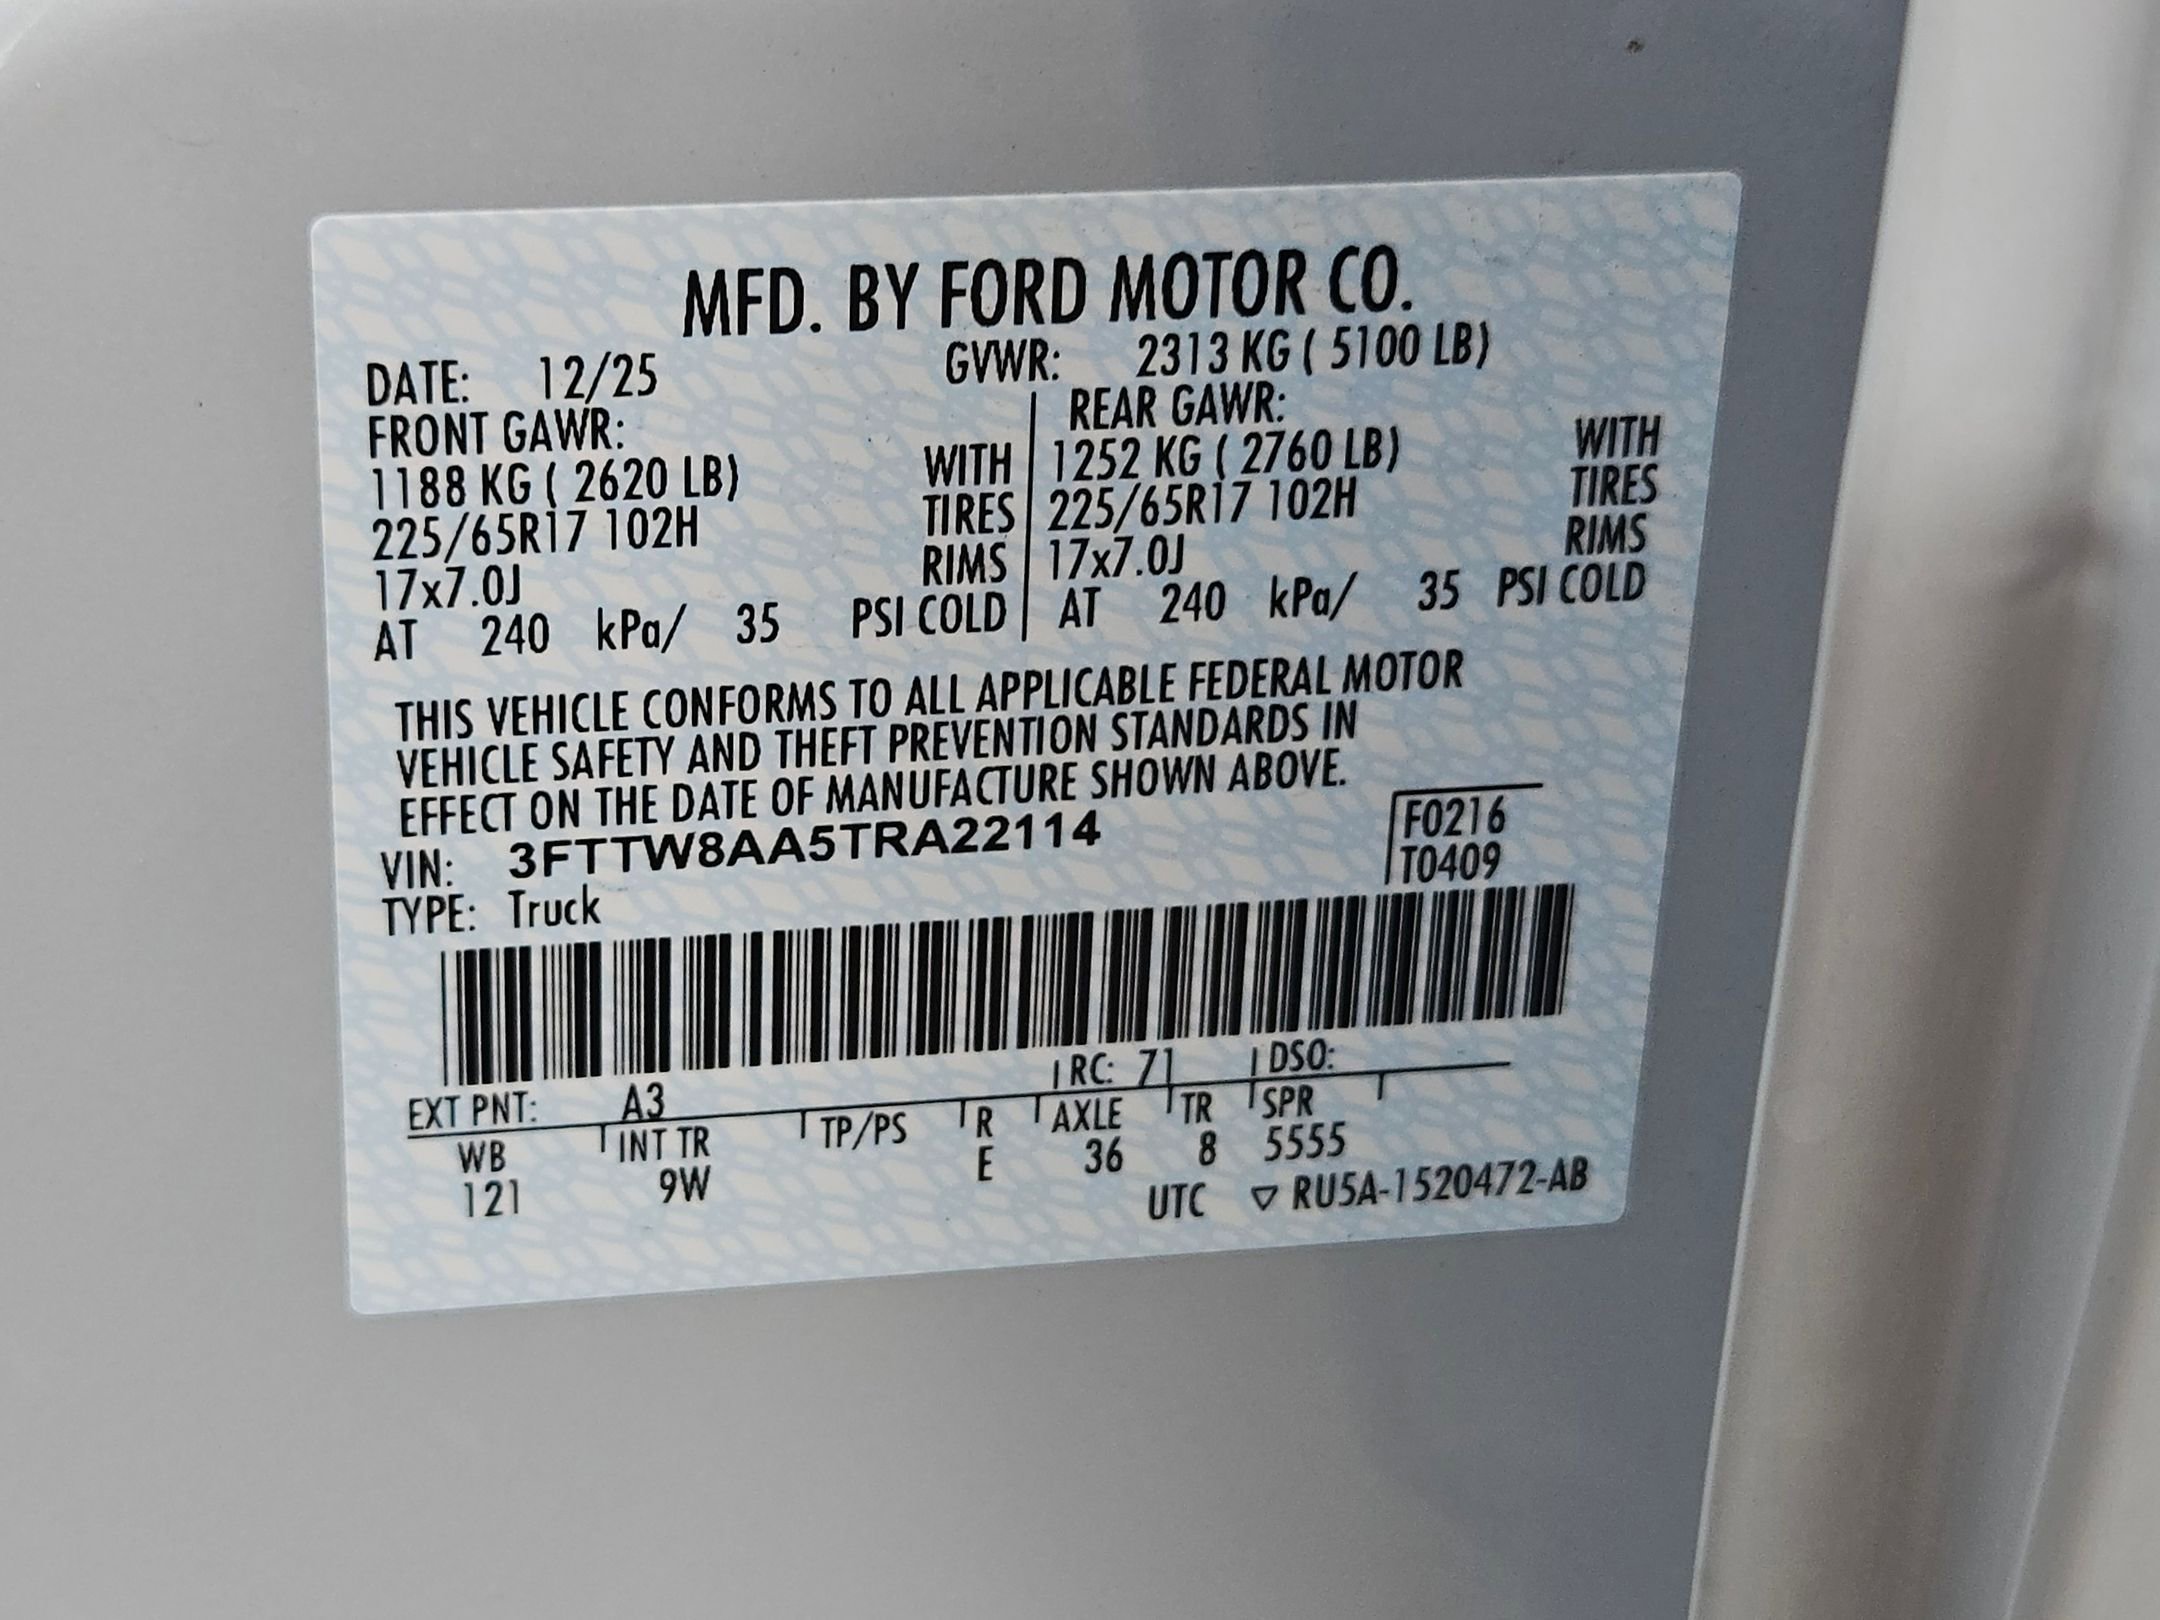 MFD. BY FORD MOTOR CO.
DATE: 12/25 GVWR: 2313 KG ( 5100 LB)
FRONT GAWR: REAR GAWR:
1188 KG ( 2620 LB) WITH 1252 KG ( 2760 LB) WITH
225/65R17 102H TIRES 225/65R17 102H TIRES
17x7.0J RIMS 17x7.0J RIMS
AT 240 kPa/ 35 PSI COLD AT 240 kPa/ 35 PSI COLD
THIS VEHICLE CONFORMS TO ALL APPLICABLE FEDERAL MOTOR
VEHICLE SAFETY AND THEFT PREVENTION STANDARDS IN
EFFECT ON THE DATE OF MANUFACTURE SHOWN ABOVE.
VIN: 3FTTW8AA5TRA22114 F0216
TYPE: Truck T0409
EXT PNT: A3 RC: 71 DSO:
WB INT TR TP/PS R AXLE TR SPR
121 9W E 36 8 5555
UTC ▽ RU5A-1520472-AB